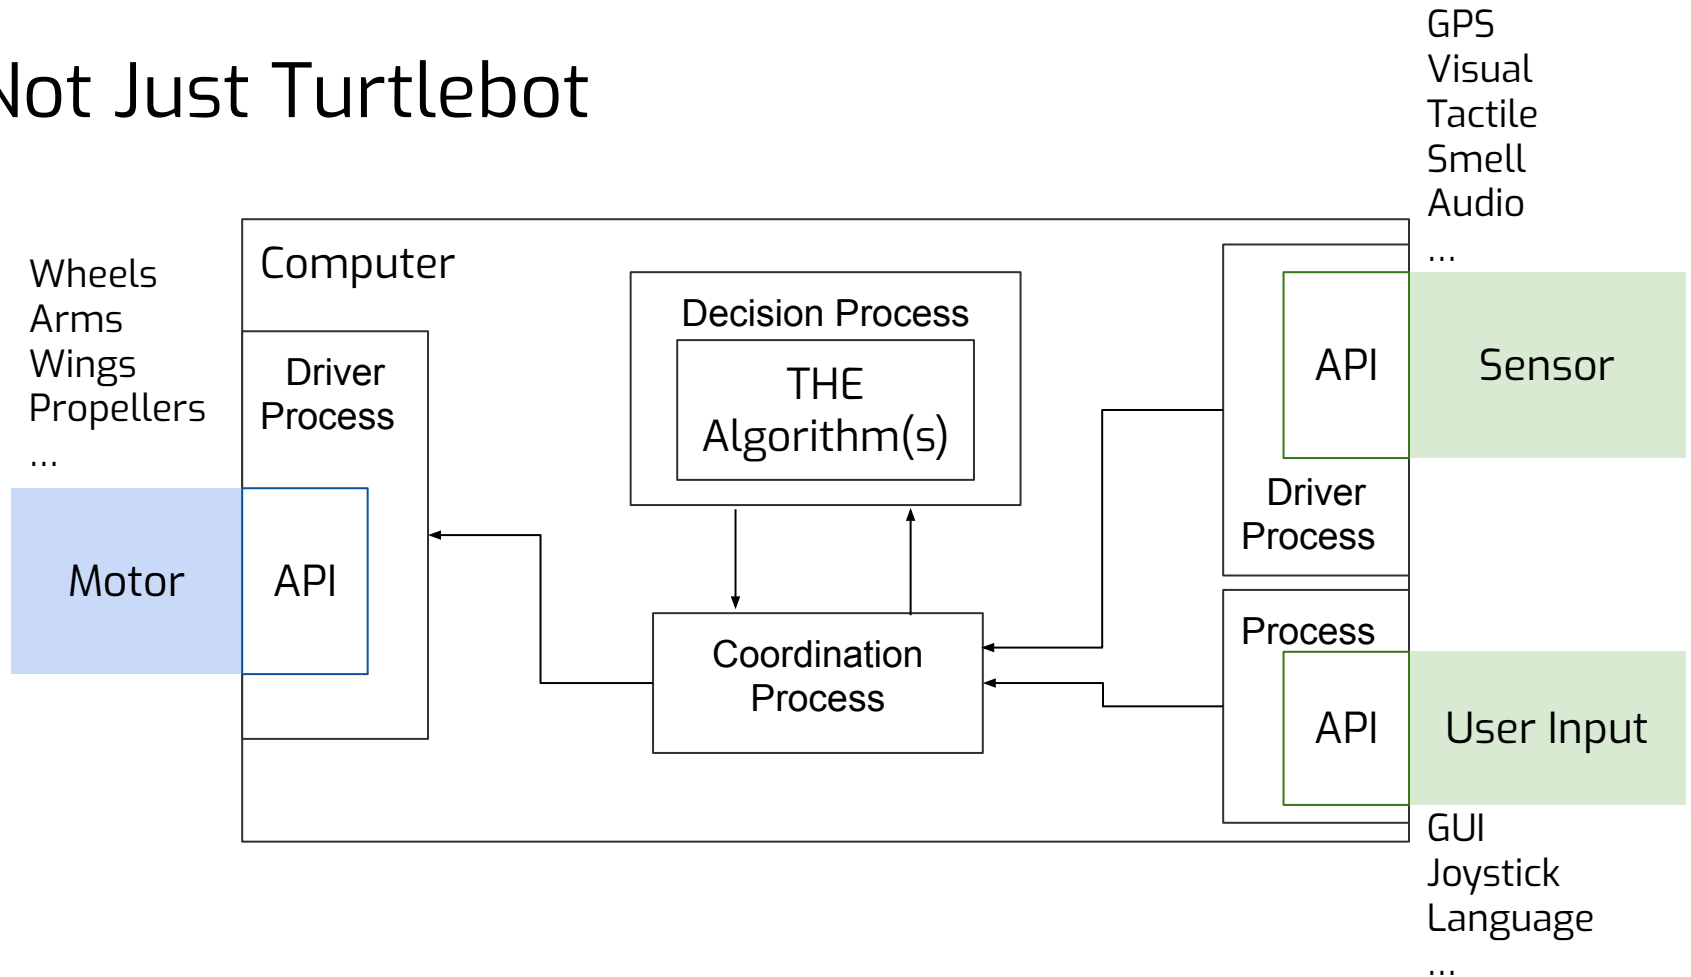 Not Just Turtlebot
GPS
Visual
Tactile
Smell
Audio
...
Wheels
Arms
Wings
Propellers
...
Computer
Driver
Process
Motor
API
Decision Process
THE
Algorithm(s)
Coordination
Process
API
Sensor
Driver
Process
Process
API
User Input
GUI
Joystick
Language
...